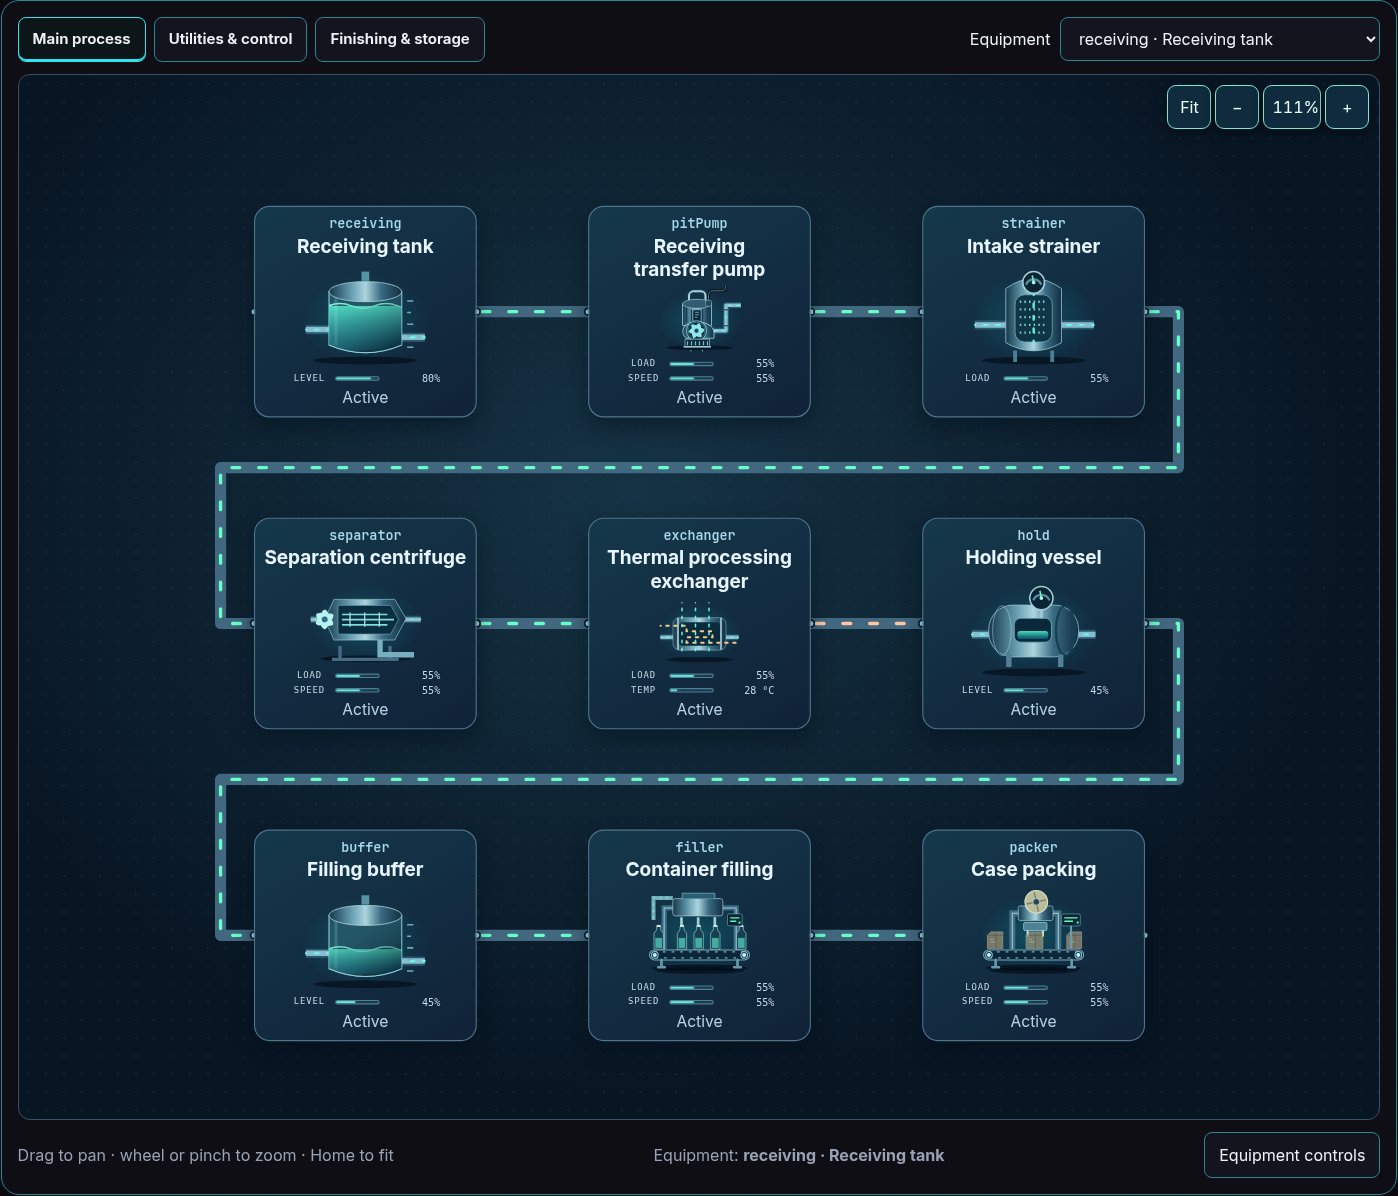 Main process
Utilities & control
Finishing & storage
Equipment
receiving · Receiving tank
Fit
−
111%
+
receiving
Receiving tank
LEVEL 80%
Active
pitPump
Receiving
transfer pump
LOAD 55%
SPEED 55%
Active
strainer
Intake strainer
LOAD 55%
Active
separator
Separation centrifuge
LOAD 55%
SPEED 55%
Active
exchanger
Thermal processing
exchanger
LOAD 55%
TEMP 28 °C
Active
hold
Holding vessel
LEVEL 45%
Active
buffer
Filling buffer
LEVEL 45%
Active
filler
Container filling
LOAD 55%
SPEED 55%
Active
packer
Case packing
LOAD 55%
SPEED 55%
Active
Drag to pan · wheel or pinch to zoom · Home to fit
Equipment: receiving · Receiving tank
Equipment controls